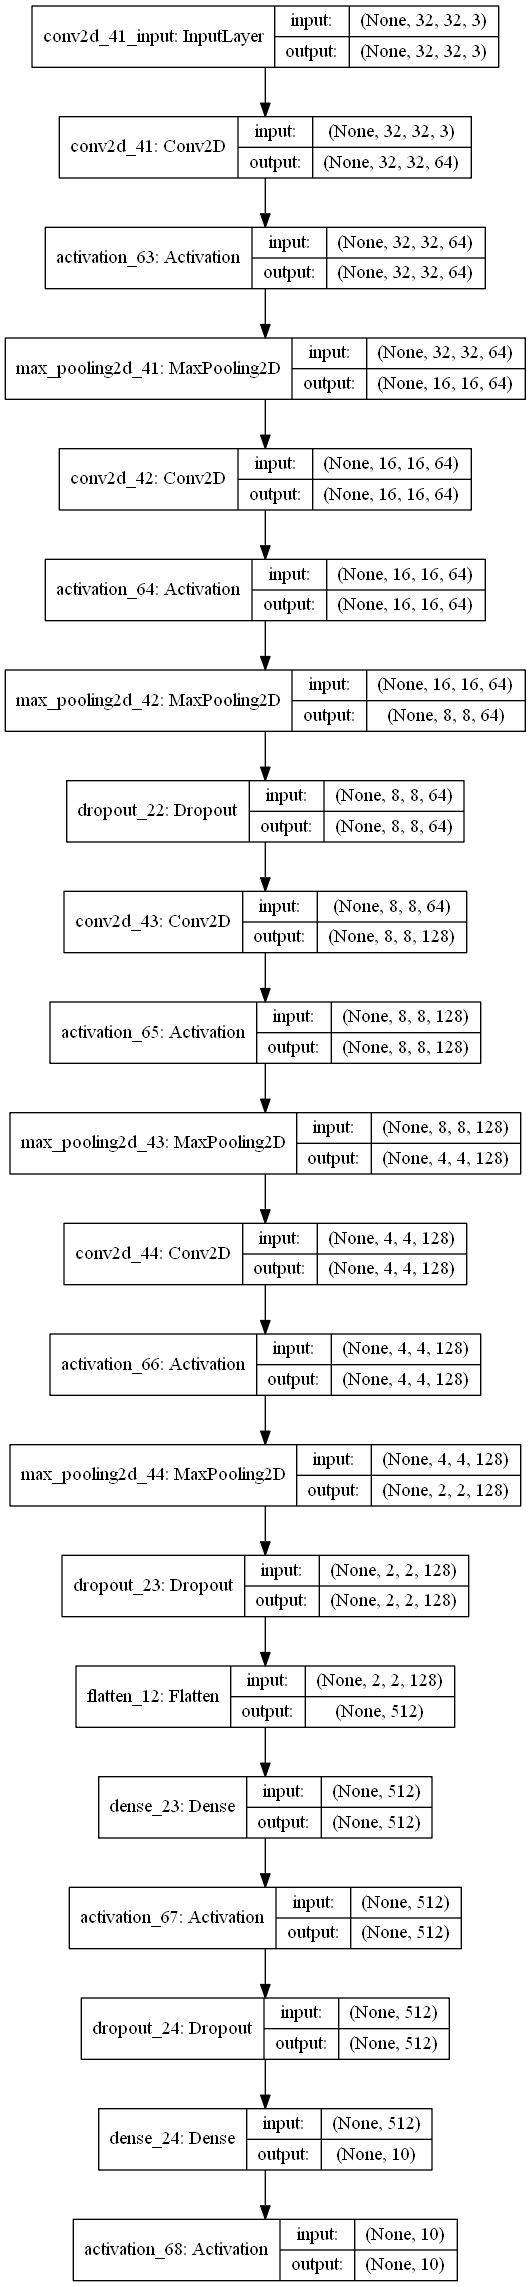 conv2d_41_input: InputLayer
input: (None, 32, 32, 3)
output: (None, 32, 32, 3)
conv2d_41: Conv2D
input: (None, 32, 32, 3)
output: (None, 32, 32, 64)
activation_63: Activation
input: (None, 32, 32, 64)
output: (None, 32, 32, 64)
max_pooling2d_41: MaxPooling2D
input: (None, 32, 32, 64)
output: (None, 16, 16, 64)
conv2d_42: Conv2D
input: (None, 16, 16, 64)
output: (None, 16, 16, 64)
activation_64: Activation
input: (None, 16, 16, 64)
output: (None, 16, 16, 64)
max_pooling2d_42: MaxPooling2D
input: (None, 16, 16, 64)
output: (None, 8, 8, 64)
dropout_22: Dropout
input: (None, 8, 8, 64)
output: (None, 8, 8, 64)
conv2d_43: Conv2D
input: (None, 8, 8, 64)
output: (None, 8, 8, 128)
activation_65: Activation
input: (None, 8, 8, 128)
output: (None, 8, 8, 128)
max_pooling2d_43: MaxPooling2D
input: (None, 8, 8, 128)
output: (None, 4, 4, 128)
conv2d_44: Conv2D
input: (None, 4, 4, 128)
output: (None, 4, 4, 128)
activation_66: Activation
input: (None, 4, 4, 128)
output: (None, 4, 4, 128)
max_pooling2d_44: MaxPooling2D
input: (None, 4, 4, 128)
output: (None, 2, 2, 128)
dropout_23: Dropout
input: (None, 2, 2, 128)
output: (None, 2, 2, 128)
flatten_12: Flatten
input: (None, 2, 2, 128)
output: (None, 512)
dense_23: Dense
input: (None, 512)
output: (None, 512)
activation_67: Activation
input: (None, 512)
output: (None, 512)
dropout_24: Dropout
input: (None, 512)
output: (None, 512)
dense_24: Dense
input: (None, 512)
output: (None, 10)
activation_68: Activation
input: (None, 10)
output: (None, 10)